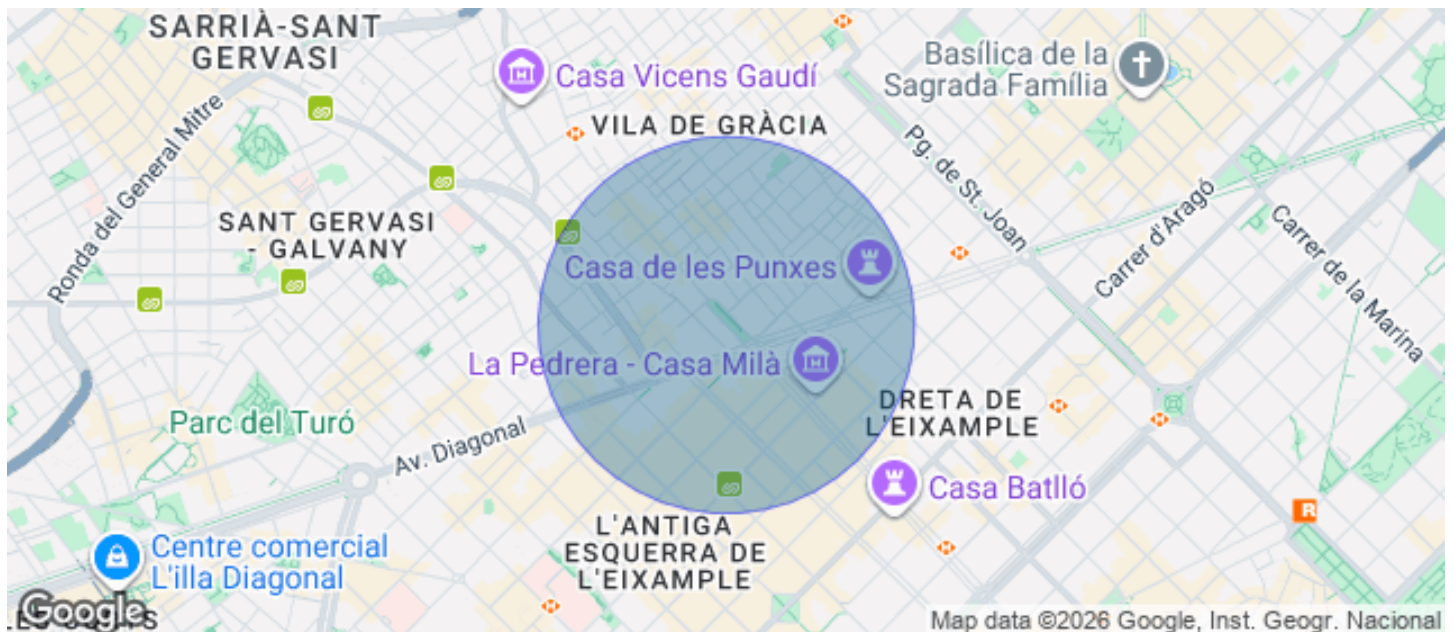 SARRIÀ-SANT
GERVASI
Casa Vicens Gaudí
Basílica de la
Sagrada Família
VILA DE GRÀCIA
Ronda del General Mitre
Pg. de St. Joan
SANT GERVASI
- GALVANY
Carrer d'Aragó
Carrer de la Marina
Casa de les Punxes
La Pedrera - Casa Milà
Parc del Turó
Av. Diagonal
DRETA DE
L'EIXAMPLE
Casa Batlló
R
L'ANTIGA
ESQUERRA DE
L'EIXAMPLE
Centre comercial
L'illa Diagonal
Google
Map data ©2026 Google, Inst. Geogr. Nacional